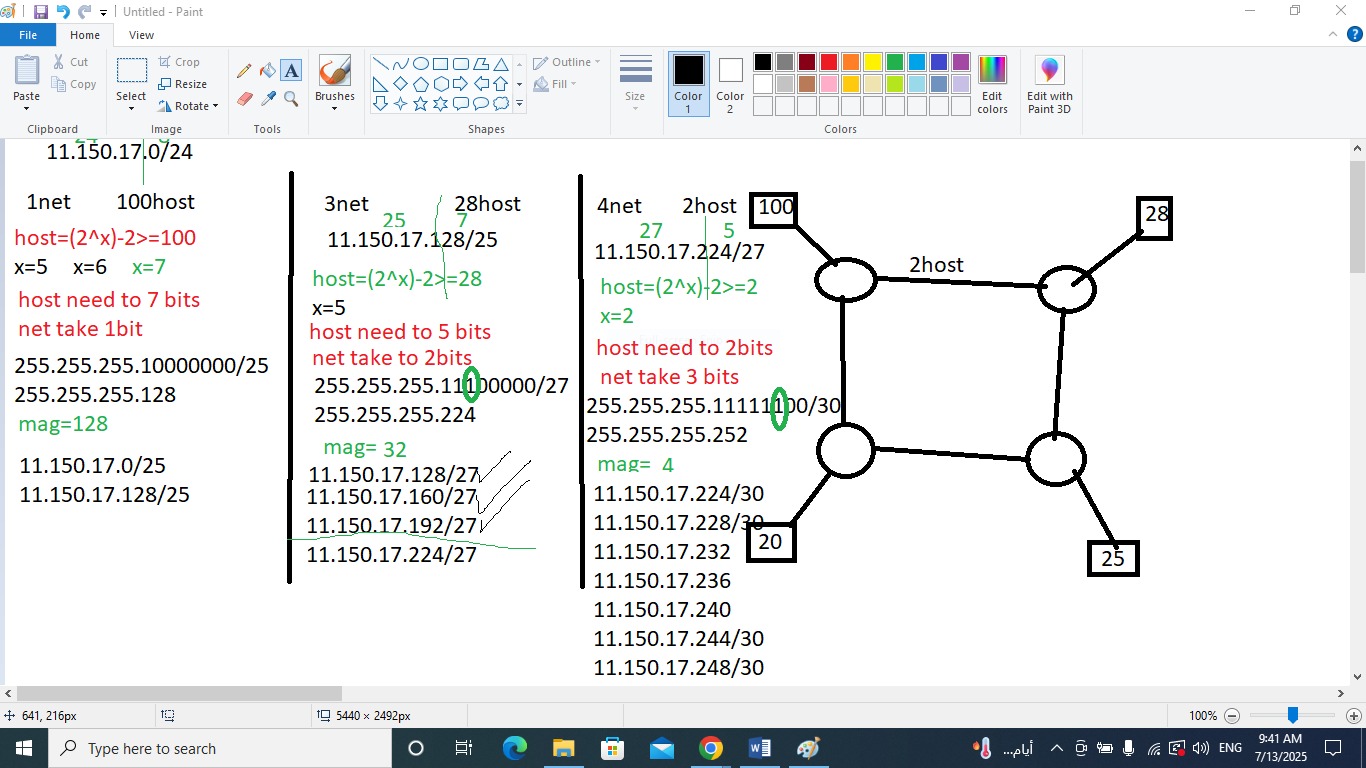 Untitled - Paint
File Home View
Paste
Cut
Copy
Clipboard
Select
Crop
Resize
Rotate
Image
A
Tools
Brushes
Outline
Fill
Shapes
Size
Color 1
Color 2
Edit colors
Colors
Edit with Paint 3D
11.150.17.0/24
1net 100host
host=(2^x)-2>=100
x=5 x=6 x=7
host need to 7 bits
net take 1bit
255.255.255.10000000/25
255.255.255.128
mag=128
11.150.17.0/25
11.150.17.128/25
3net 28host
25 7
11.150.17.128/25
host=(2^x)-2>=28
x=5
host need to 5 bits
net take to 2bits
255.255.255.11100000/27
255.255.255.224
mag= 32
11.150.17.128/27
11.150.17.160/27
11.150.17.192/27
11.150.17.224/27
4net 2host
27 5
11.150.17.224/27
host=(2^x)-2>=2
x=2
host need to 2bits
net take 3 bits
255.255.255.11111100/30
255.255.255.252
mag= 4
11.150.17.224/30
11.150.17.228/30
11.150.17.232
11.150.17.236
11.150.17.240
11.150.17.244/30
11.150.17.248/30
100
28
2host
20
25
641, 216px
5440 × 2492px
100%
Type here to search
أيام...
ENG
9:41 AM
7/13/2025